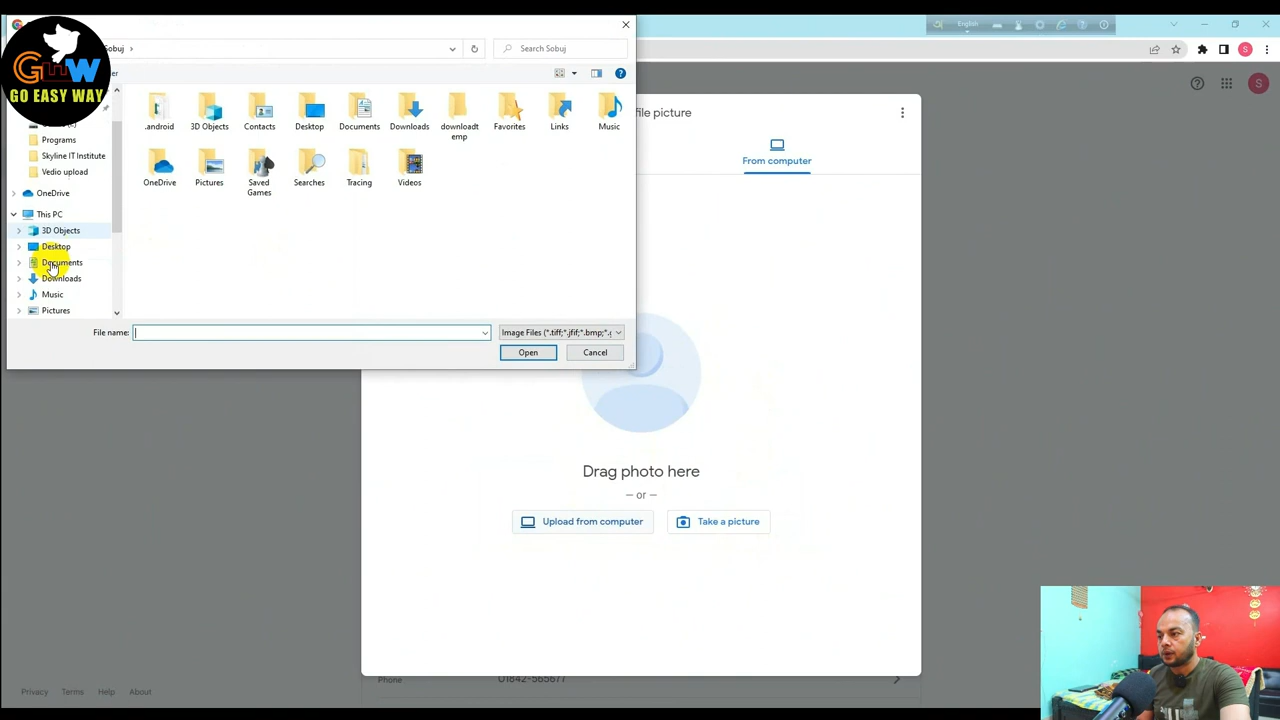 GEW
GO EASY WAY
Sobuj
Search Sobuj
English
file picture
From computer
.android
3D Objects
Contacts
Desktop
Documents
Downloads
downloadt
emp
Favorites
Links
Music
OneDrive
Pictures
Saved
Games
Searches
Tracing
Videos
Programs
Skyline IT Institute
Vedio upload
OneDrive
This PC
3D Objects
Desktop
Documents
Downloads
Music
Pictures
File name:
Image Files (*.tiff;*.jfif;*.bmp;*.g
Open
Cancel
Drag photo here
— or —
Upload from computer
Take a picture
Phone
01842-565677
Privacy
Terms
Help
About
S
S